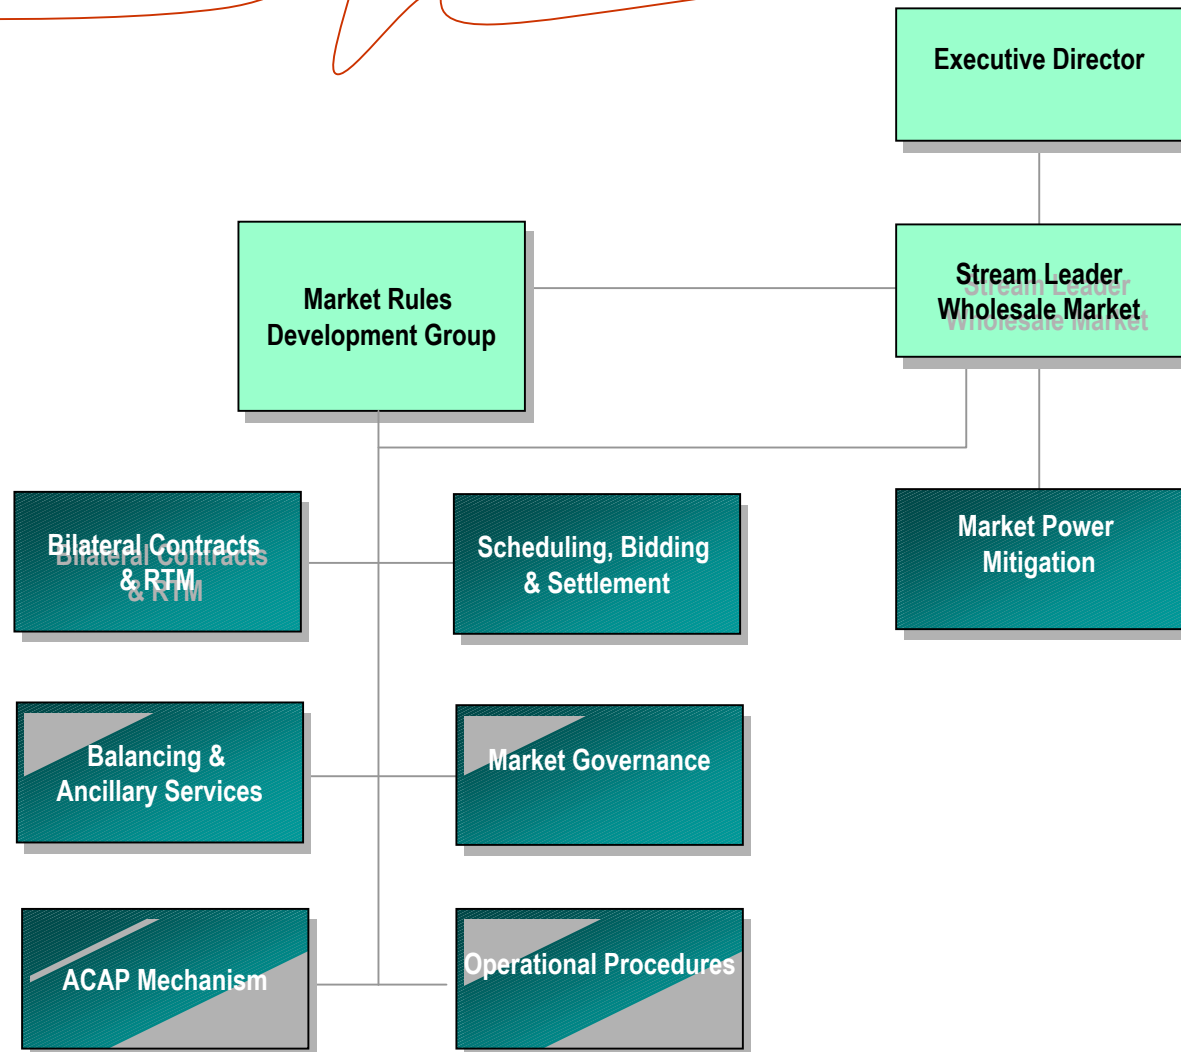 Executive Director
Market Rules
Development Group
Stream Leader
Wholesale Market
Bilateral Contracts
& RTM
Scheduling, Bidding
& Settlement
Market Power
Mitigation
Balancing &
Ancillary Services
Market Governance
ACAP Mechanism
Operational Procedures